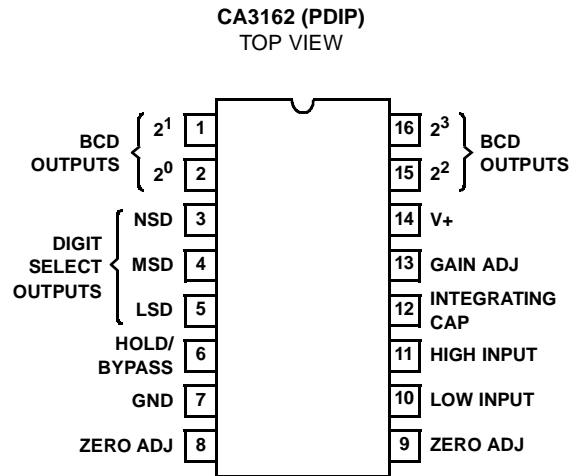 CA3162 (PDIP)
TOP VIEW
BCD
OUTPUTS
2¹ 1
2⁰ 2
DIGIT
SELECT
OUTPUTS
NSD 3
MSD 4
LSD 5
HOLD/
BYPASS 6
GND 7
ZERO ADJ 8
16 2³
15 2²
BCD
OUTPUTS
14 V+
13 GAIN ADJ
12 INTEGRATING
CAP
11 HIGH INPUT
10 LOW INPUT
9 ZERO ADJ